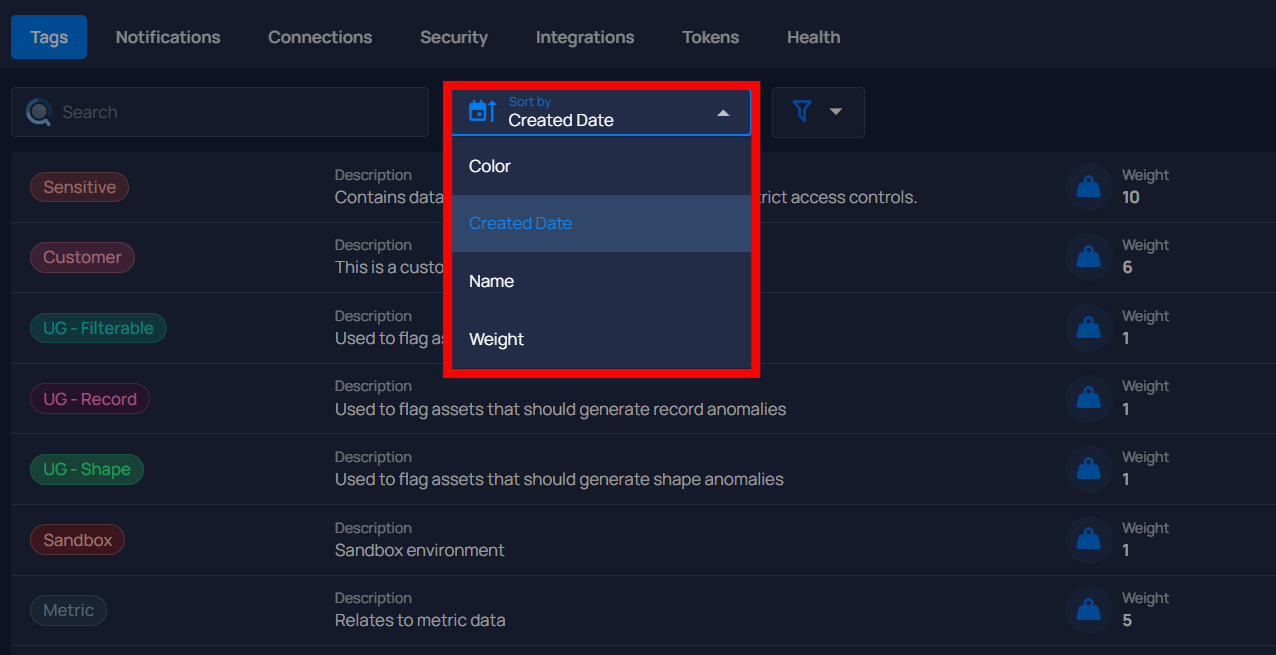 Tags Notifications Connections Security Integrations Tokens Health
Search
Sort by
Created Date
Color
Created Date
Name
Weight
Sensitive
Description
Contains data
trict access controls.
Weight
10
Customer
Description
This is a custo
Weight
6
UG - Filterable
Description
Used to flag as
Weight
1
UG - Record
Description
Used to flag assets that should generate record anomalies
Weight
1
UG - Shape
Description
Used to flag assets that should generate shape anomalies
Weight
1
Sandbox
Description
Sandbox environment
Weight
1
Metric
Description
Relates to metric data
Weight
5